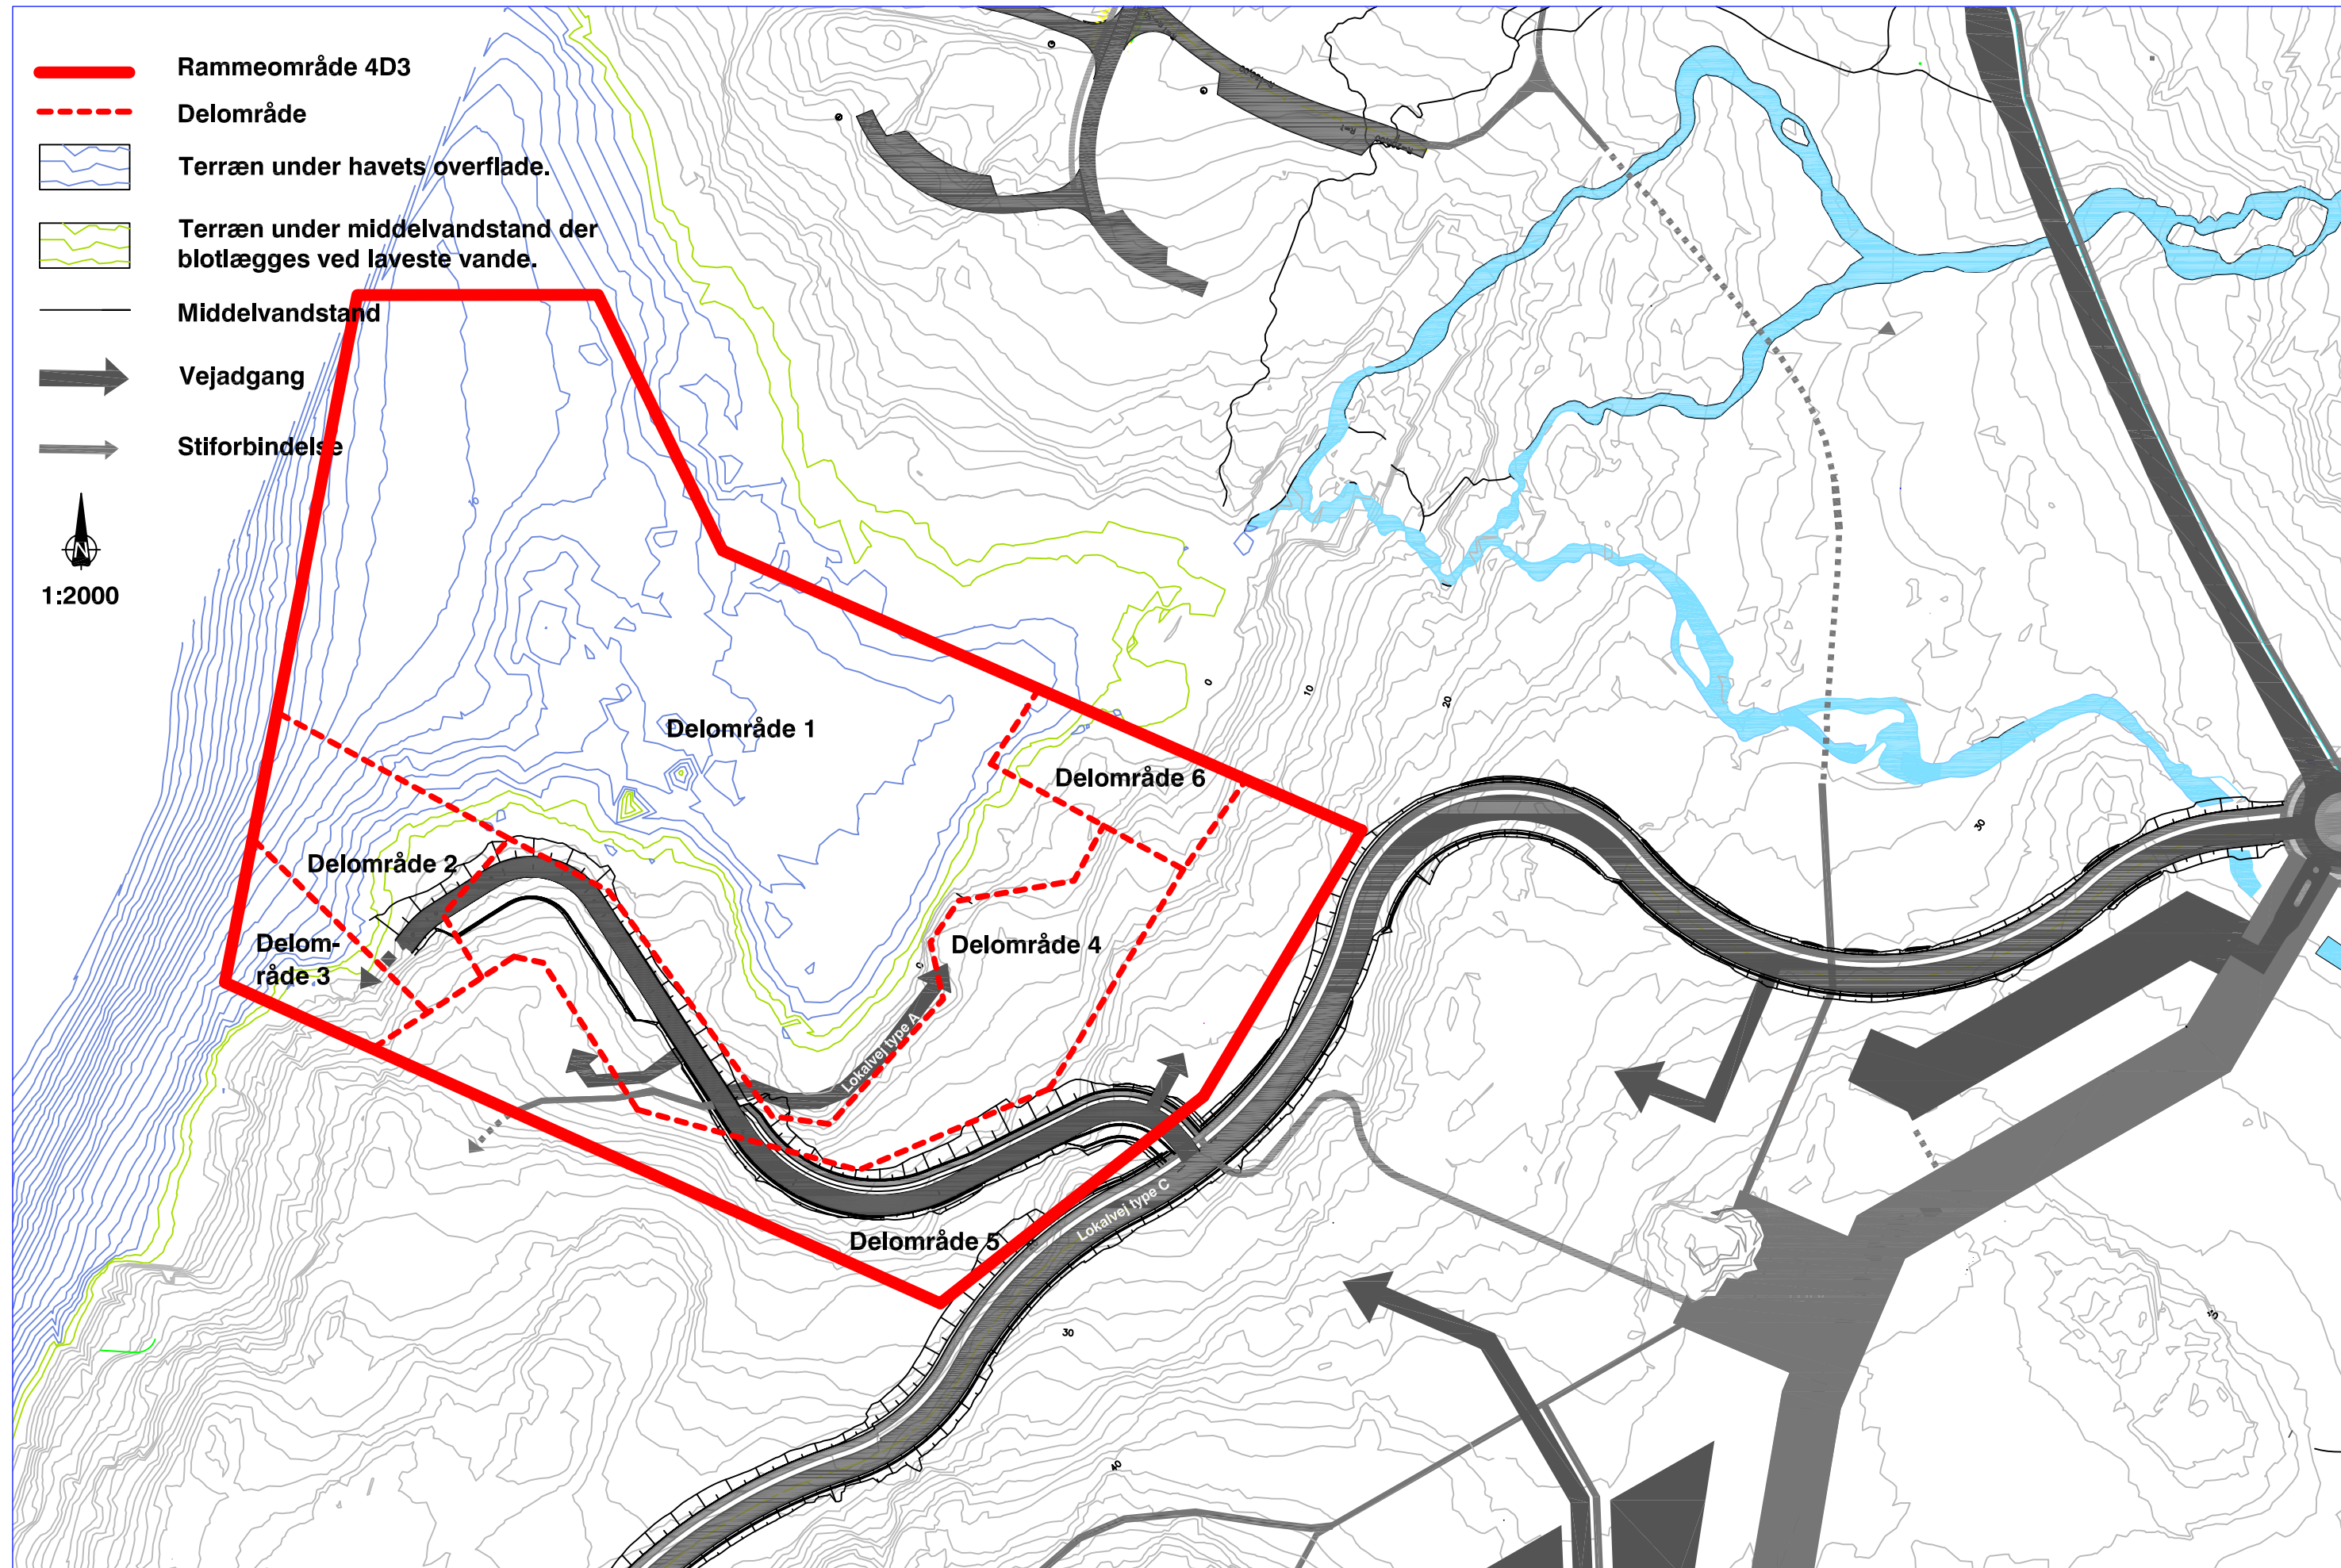 Rammeområde 4D3
Delområde
Terræn under havets overflade.
Terræn under middelvandstand der
blotlægges ved laveste vande.
Middelvandstand
Vejadgang
Stiforbindelse
N
1:2000
10
Delområde 1
0
10
20
Delområde 6
30
Delområde 2
Delom-
råde 3
Delområde 4
0
Lokalvej type A
Lokalvej type C
Delområde 5
30
40